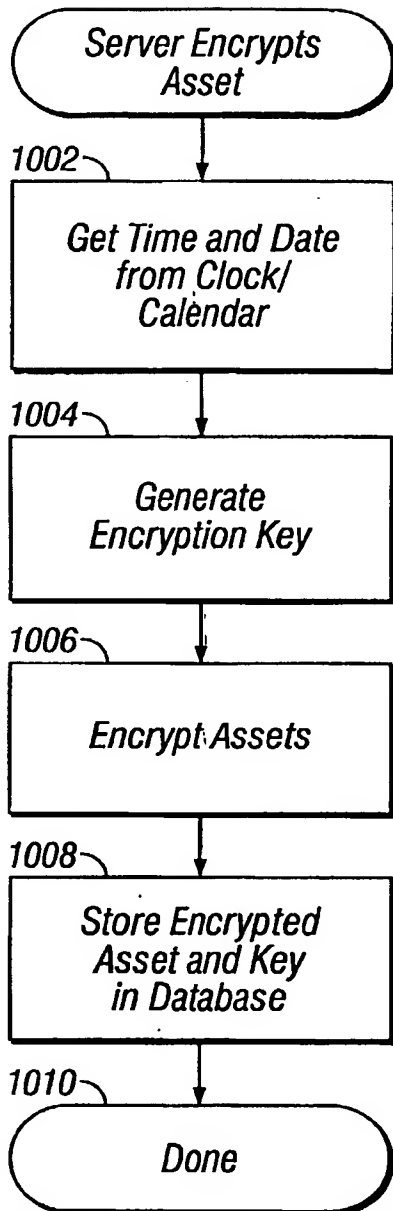 Server Encrypts
Asset
1002
Get Time and Date
from Clock/
Calendar
1004
Generate
Encryption Key
1006
Encrypt Assets
1008
Store Encrypted
Asset and Key
in Database
1010
Done